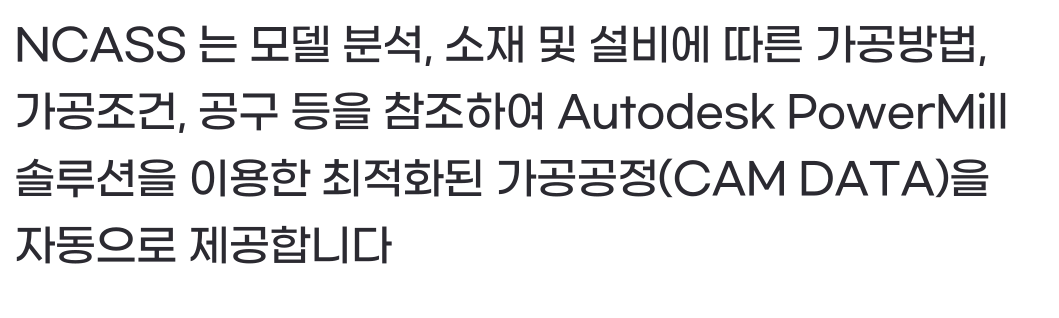 NCASS 는 모델 분석, 소재 및 설비에 따른 가공방법,
가공조건, 공구 등을 참조하여 Autodesk PowerMill
솔루션을 이용한 최적화된 가공공정(CAM DATA)을
자동으로 제공합니다